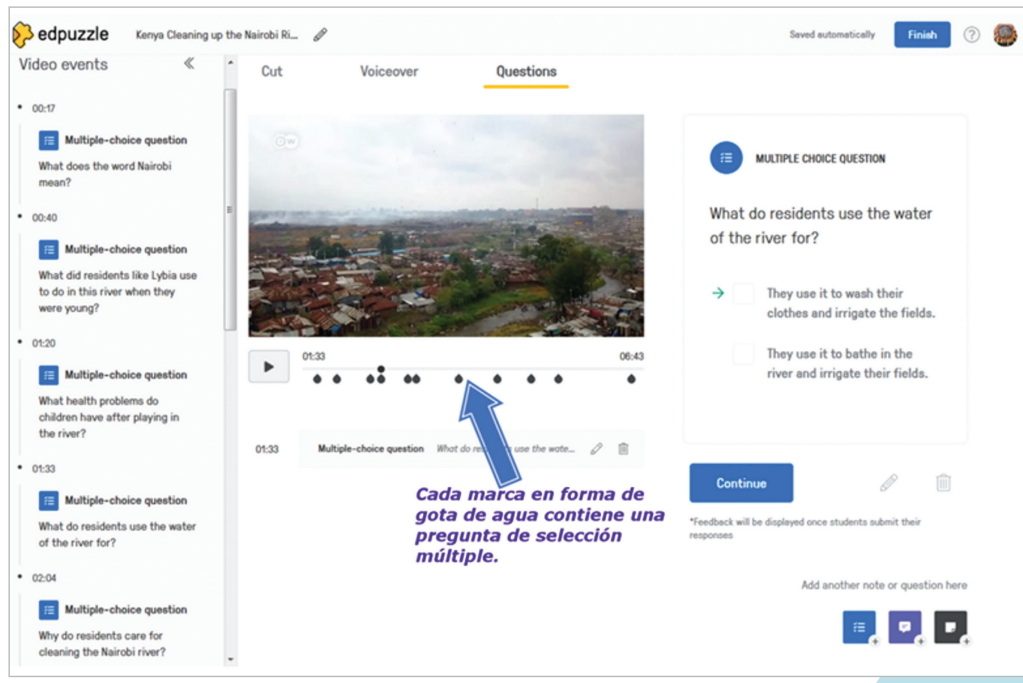 edpuzzle
Kenya Cleaning up the Nairobi Ri...
Saved automatically
Finish
?
Video events
Cut
Voiceover
Questions
00:17
Multiple-choice question
What does the word Nairobi
mean?
00:40
Multiple-choice question
What did residents like Lybia use
to do in this river when they
were young?
01:20
Multiple-choice question
What health problems do
children have after playing in
the river?
01:33
Multiple-choice question
What do residents use the water
of the river for?
02:04
Multiple-choice question
Why do residents care for
cleaning the Nairobi river?
01:33
06:43
01:33
Multiple-choice question
What do residents use the wate...
Cada marca en forma de
gota de agua contiene una
pregunta de selección
múltiple.
MULTIPLE CHOICE QUESTION
What do residents use the water
of the river for?
They use it to wash their
clothes and irrigate the fields.
They use it to bathe in the
river and irrigate their fields.
Continue
*Feedback will be displayed once students submit their
responses
Add another note or question here